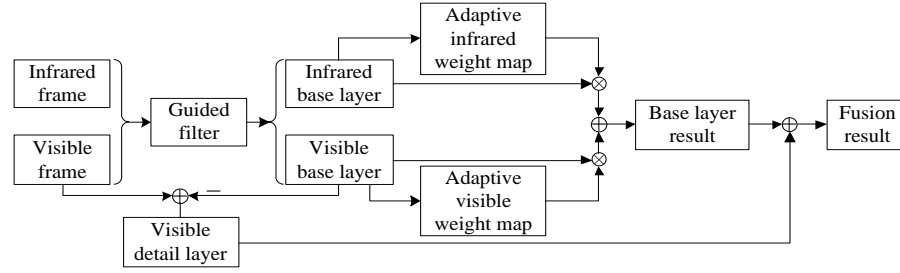 Infrared
frame
Visible
frame
Guided
filter
Infrared
base layer
Visible
base layer
Adaptive
infrared
weight map
Adaptive
visible
weight map
Base layer
result
Fusion
result
Visible
detail layer